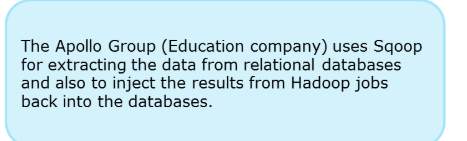 The Apollo Group (Education company) uses Sqoop
for extracting the data from relational databases
and also to inject the results from Hadoop jobs
back into the databases.